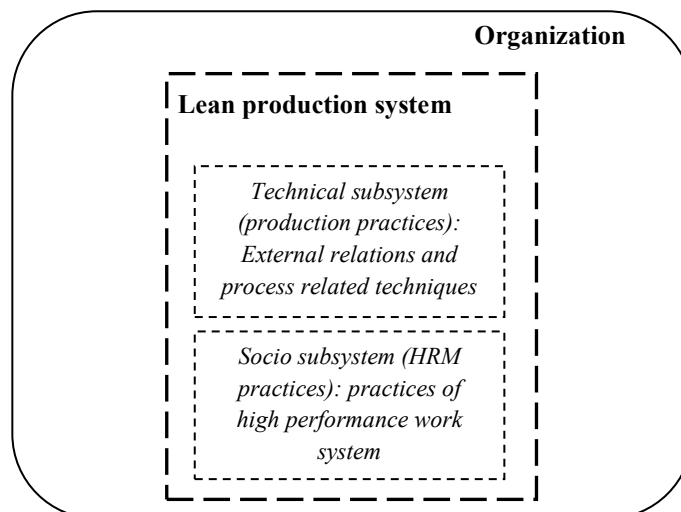 Organization
Lean production system
Technical subsystem
(production practices):
External relations and
process related techniques
Socio subsystem (HRM
practices): practices of
high performance work
system